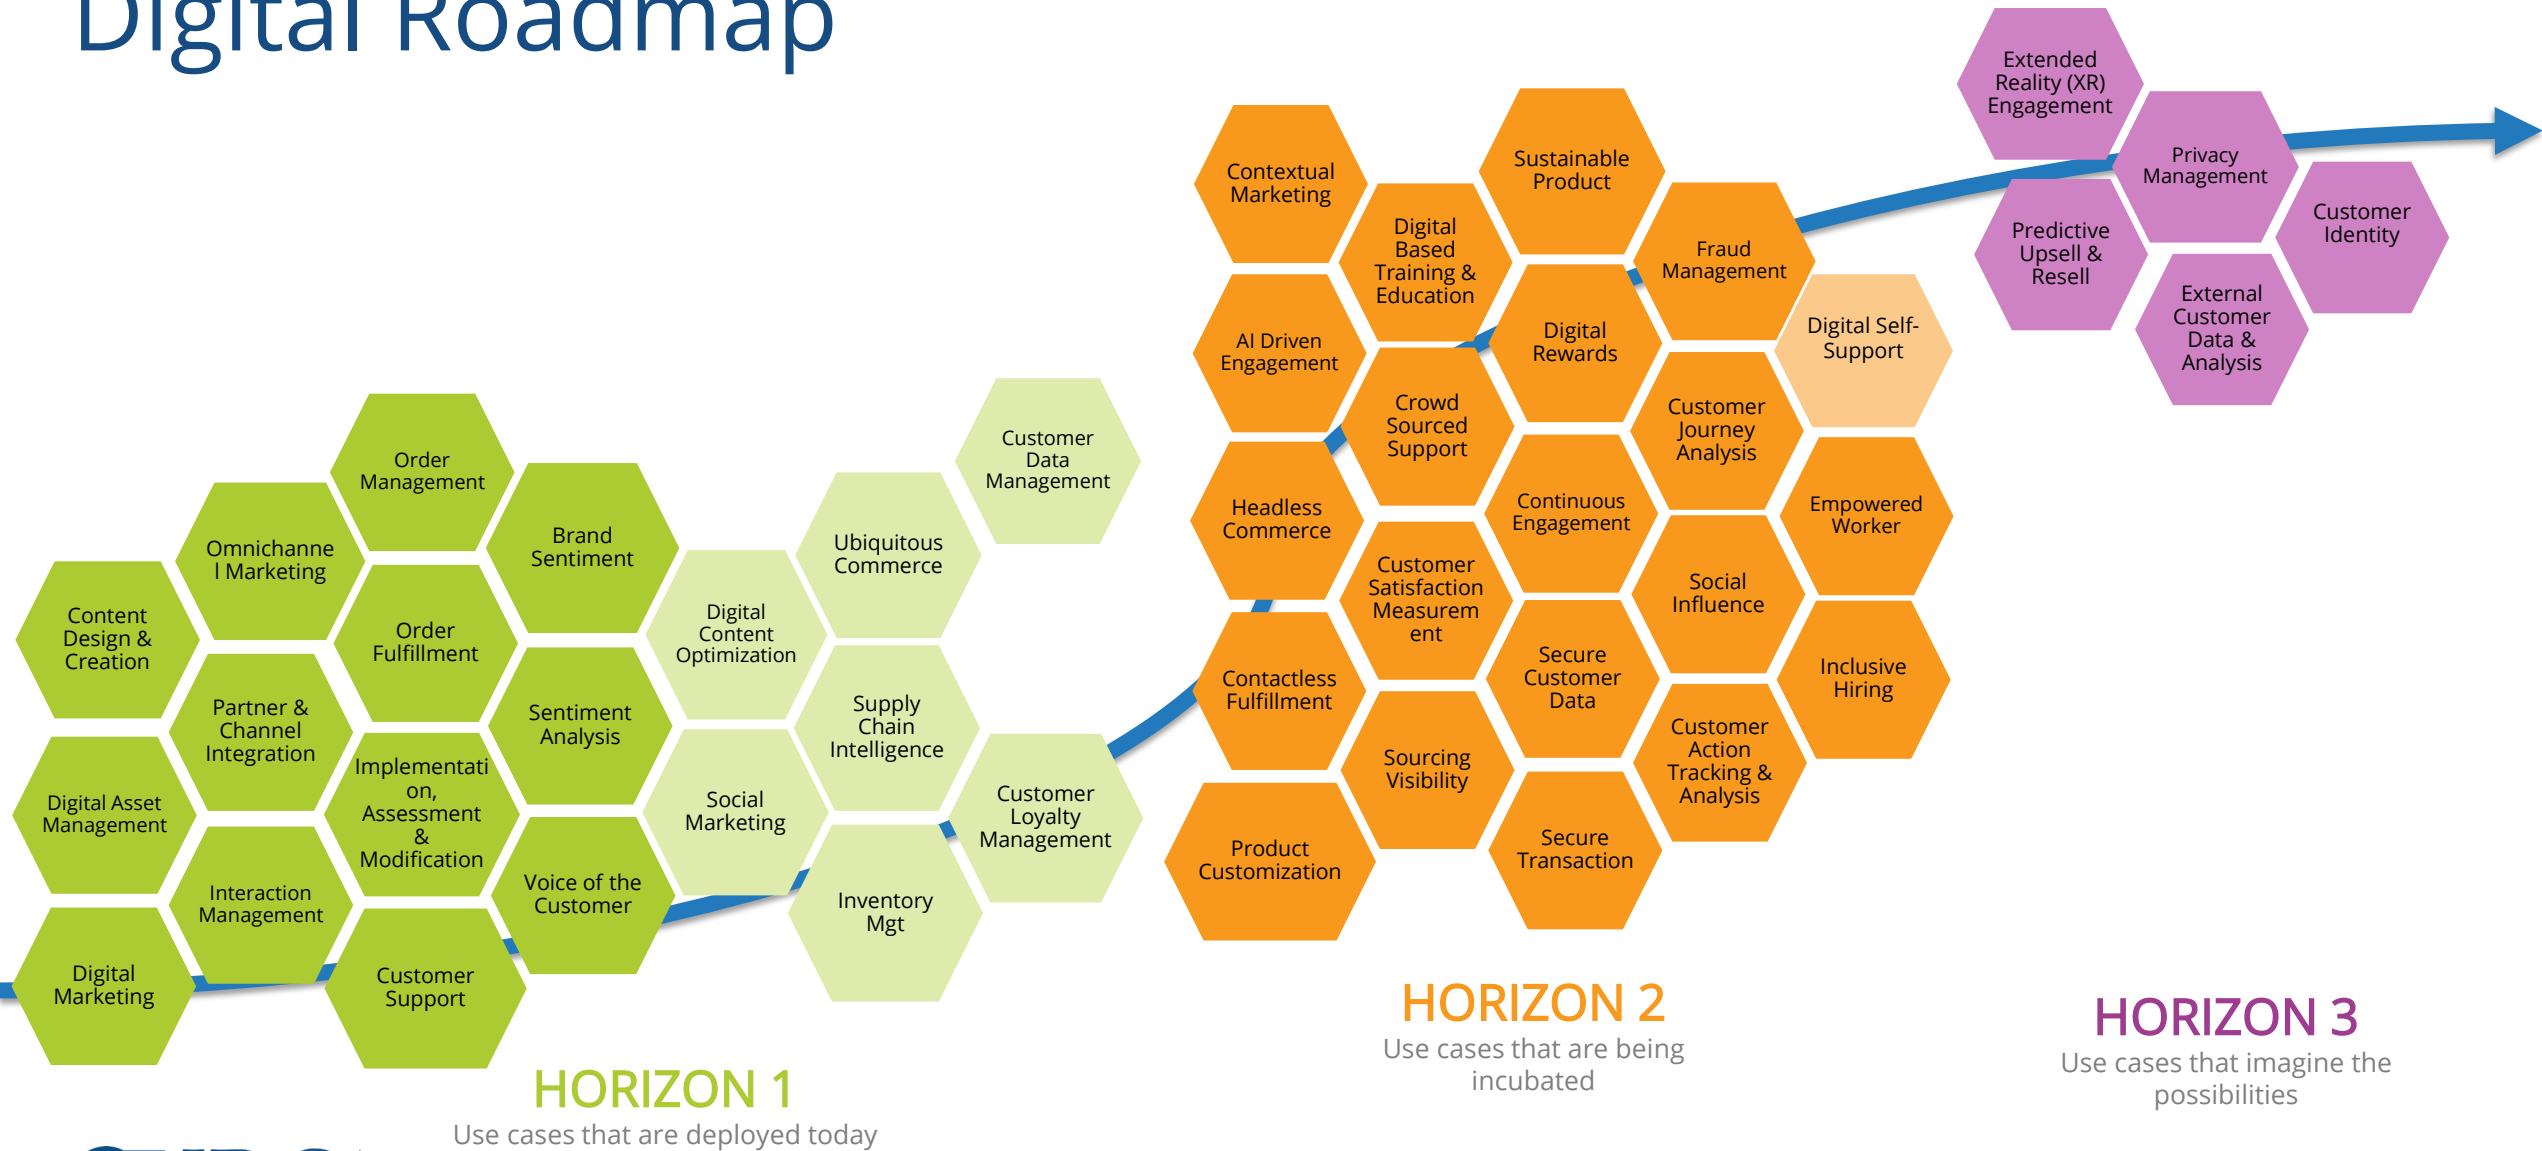 Digital Roadmap
Content
Design &
Creation
Digital Asset
Management
Digital
Marketing
Omnichanne
l Marketing
Partner &
Channel
Integration
Interaction
Management
Order
Management
Order
Fulfillment
Implementati
on,
Assessment
&
Modification
Customer
Support
Brand
Sentiment
Sentiment
Analysis
Voice of the
Customer
Digital
Content
Optimization
Social
Marketing
Ubiquitous
Commerce
Supply
Chain
Intelligence
Inventory
Mgt
Customer
Data
Management
Customer
Loyalty
Management
HORIZON 1
Use cases that are deployed today
Contextual
Marketing
AI Driven
Engagement
Headless
Commerce
Contactless
Fulfillment
Product
Customization
Digital
Based
Training &
Education
Crowd
Sourced
Support
Customer
Satisfaction
Measurem
ent
Sourcing
Visibility
Sustainable
Product
Digital
Rewards
Continuous
Engagement
Secure
Customer
Data
Secure
Transaction
Fraud
Management
Customer
Journey
Analysis
Social
Influence
Customer
Action
Tracking &
Analysis
Digital Self-
Support
Empowered
Worker
Inclusive
Hiring
HORIZON 2
Use cases that are being
incubated
Extended
Reality (XR)
Engagement
Predictive
Upsell &
Resell
Privacy
Management
External
Customer
Data &
Analysis
Customer
Identity
HORIZON 3
Use cases that imagine the
possibilities